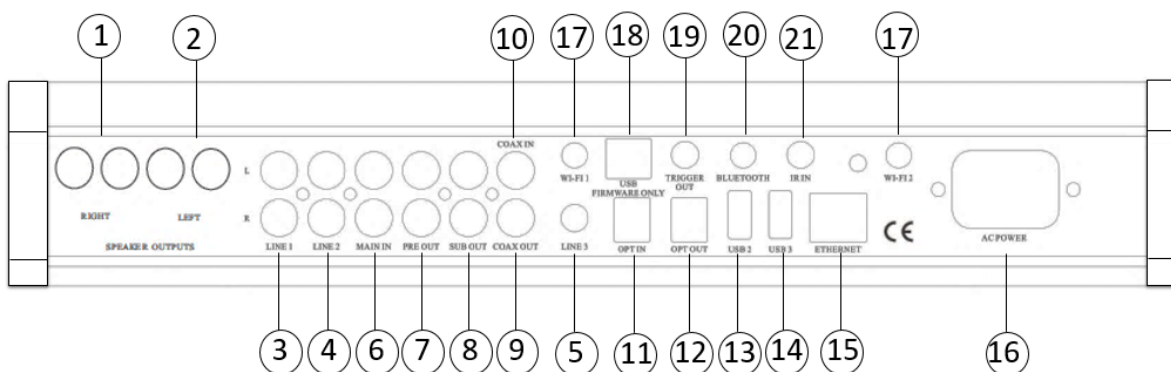 1 2 10 17 18 19 20 21 17
COAX IN
L WI-FI 1 USB TRIGGER BLUETOOTH IR IN WI-FI 2
FIRMWARE ONLY OUT
RIGHT LEFT R
SPEAKER OUTPUTS LINE 1 LINE 2 MAIN IN PRE OUT SUB OUT COAX OUT LINE 3 OPT IN OPT OUT USB 2 USB 3 ETHERNET CE AC POWER
3 4 6 7 8 9 5 11 12 13 14 15 16